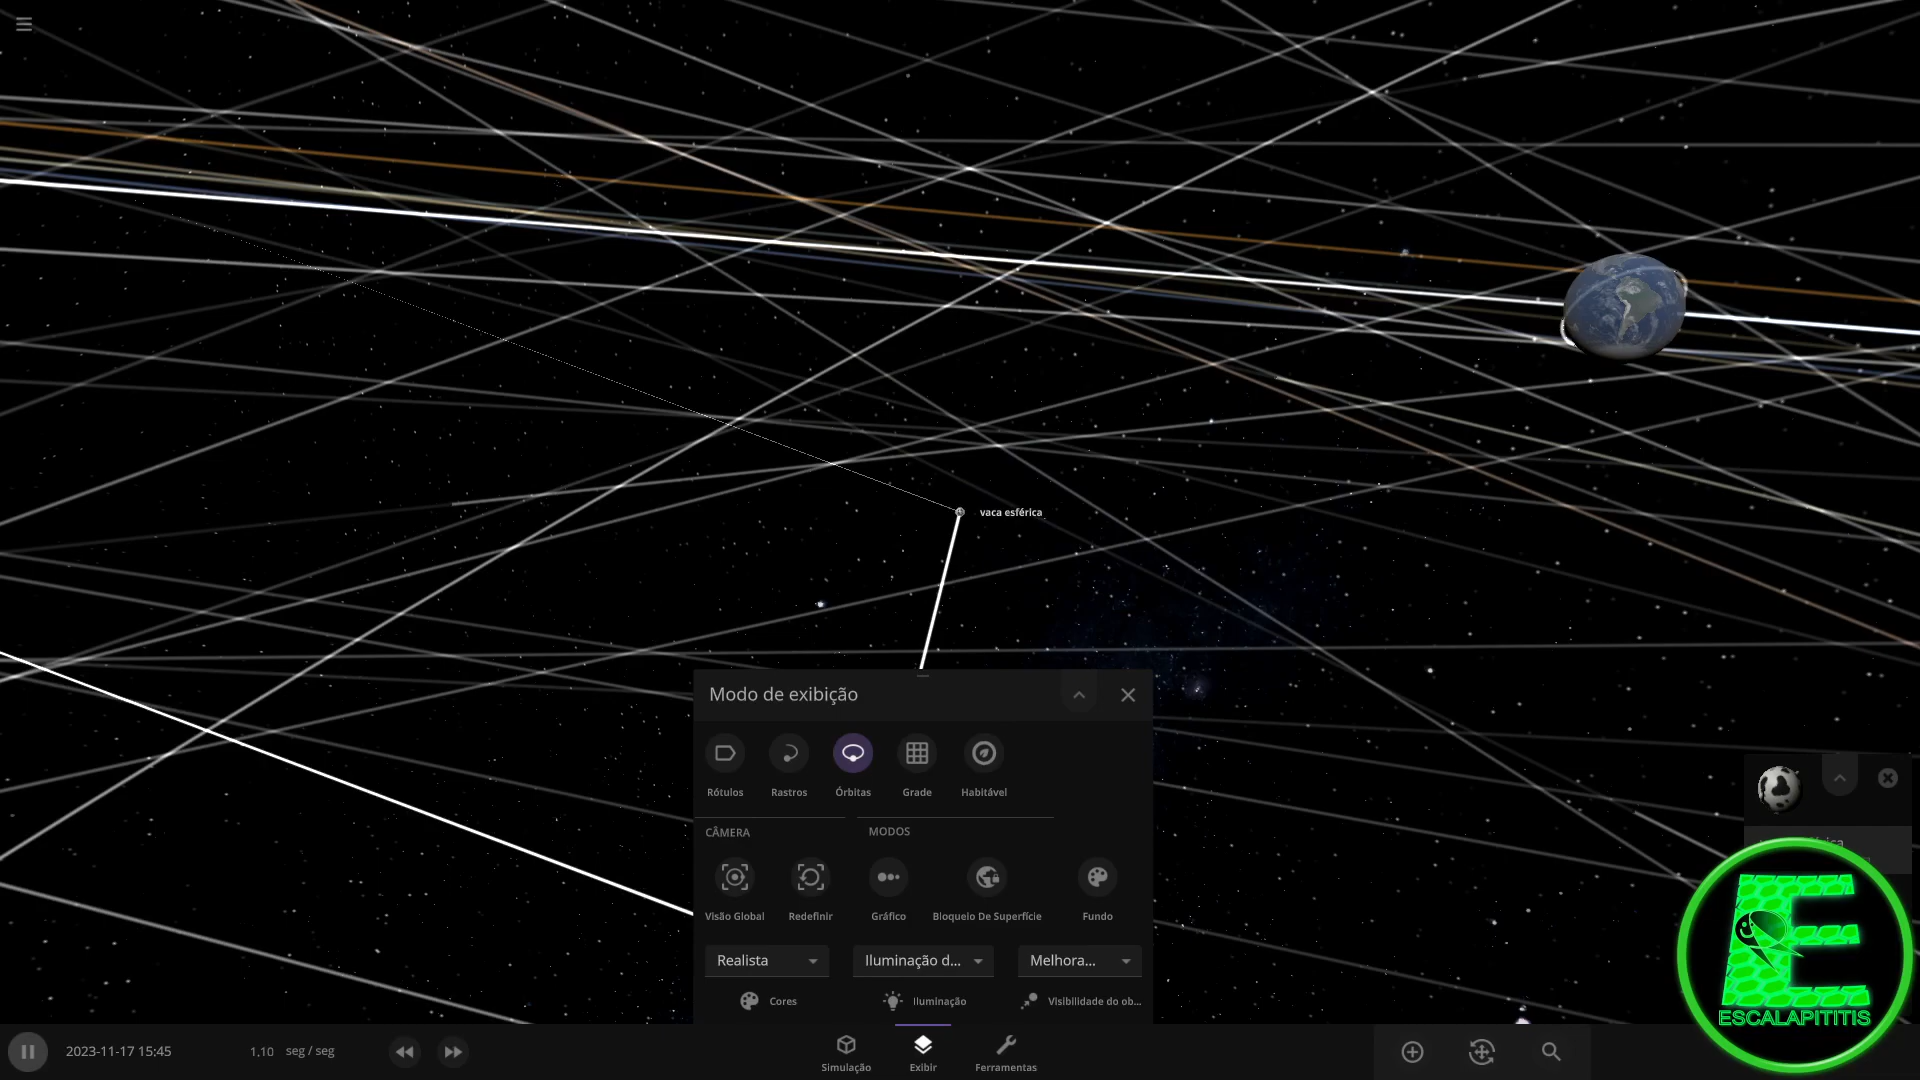 vaca esférica
Modo de exibição
Rótulos
Rastros
Órbitas
Grade
Habitável
CÂMERA
MODOS
Visão Global
Redefinir
Gráfico
Bloqueio De Superfície
Fundo
Realista
Iluminação d...
Melhora...
Cores
Iluminação
Visibilidade do ob...
E
ESCALAPITITIS
2023-11-17 15:45
1,10 seg / seg
Simulação
Exibir
Ferramentas